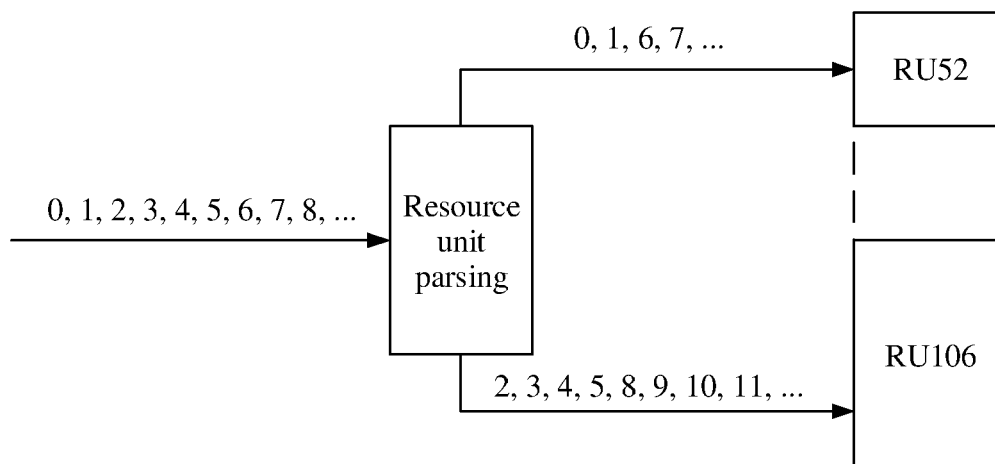 0, 1, 6, 7, ...
RU52
0, 1, 2, 3, 4, 5, 6, 7, 8, ...
Resource
unit
parsing
RU106
2, 3, 4, 5, 8, 9, 10, 11, ...